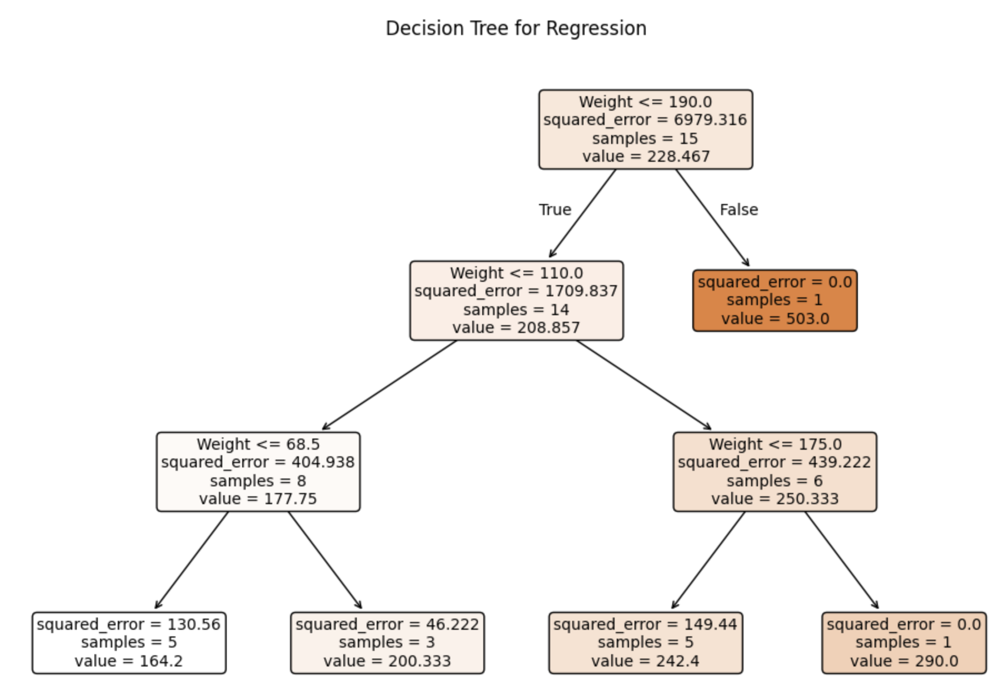 Decision Tree for Regression
Weight <= 190.0
squared_error = 6979.316
samples = 15
value = 228.467
True
False
Weight <= 110.0
squared_error = 1709.837
samples = 14
value = 208.857
squared_error = 0.0
samples = 1
value = 503.0
Weight <= 68.5
squared_error = 404.938
samples = 8
value = 177.75
Weight <= 175.0
squared_error = 439.222
samples = 6
value = 250.333
squared_error = 130.56
samples = 5
value = 164.2
squared_error = 46.222
samples = 3
value = 200.333
squared_error = 149.44
samples = 5
value = 242.4
squared_error = 0.0
samples = 1
value = 290.0